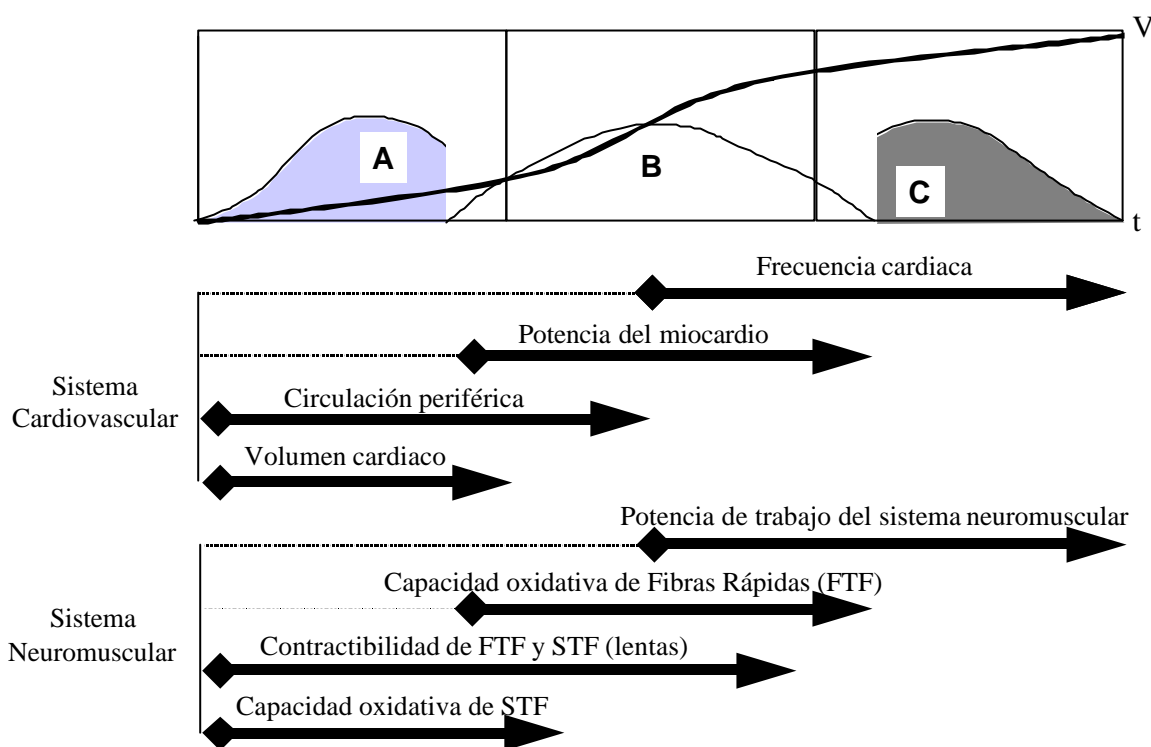 V
A
B
C
t
Frecuencia cardiaca
Potencia del miocardio
Sistema
Cardiovascular
Circulación periférica
Volumen cardiaco
Potencia de trabajo del sistema neuromuscular
Capacidad oxidativa de Fibras Rápidas (FTF)
Sistema
Neuromuscular
Contractibilidad de FTF y STF (lentas)
Capacidad oxidativa de STF